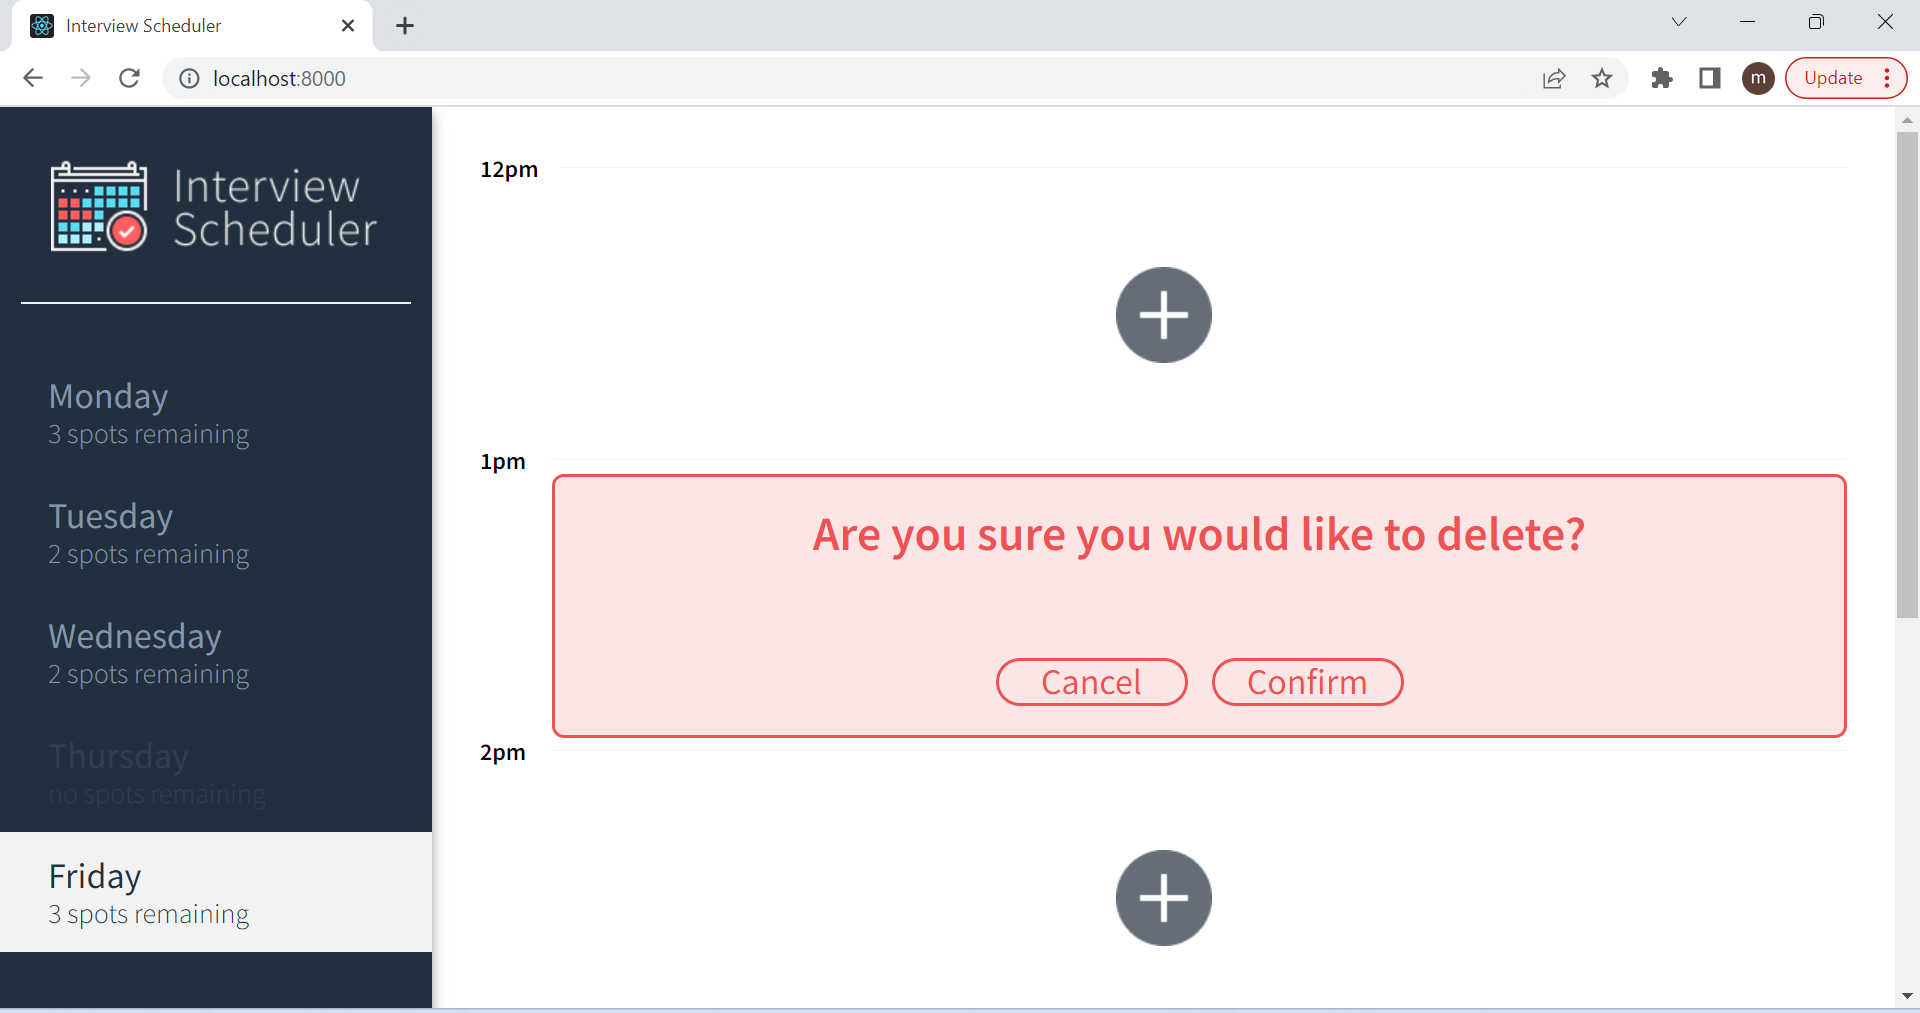 Interview Scheduler
localhost:8000
m
Update
Interview
Scheduler
Monday
3 spots remaining
Tuesday
2 spots remaining
Wednesday
2 spots remaining
Thursday
no spots remaining
Friday
3 spots remaining
12pm
1pm
Are you sure you would like to delete?
Cancel Confirm
2pm